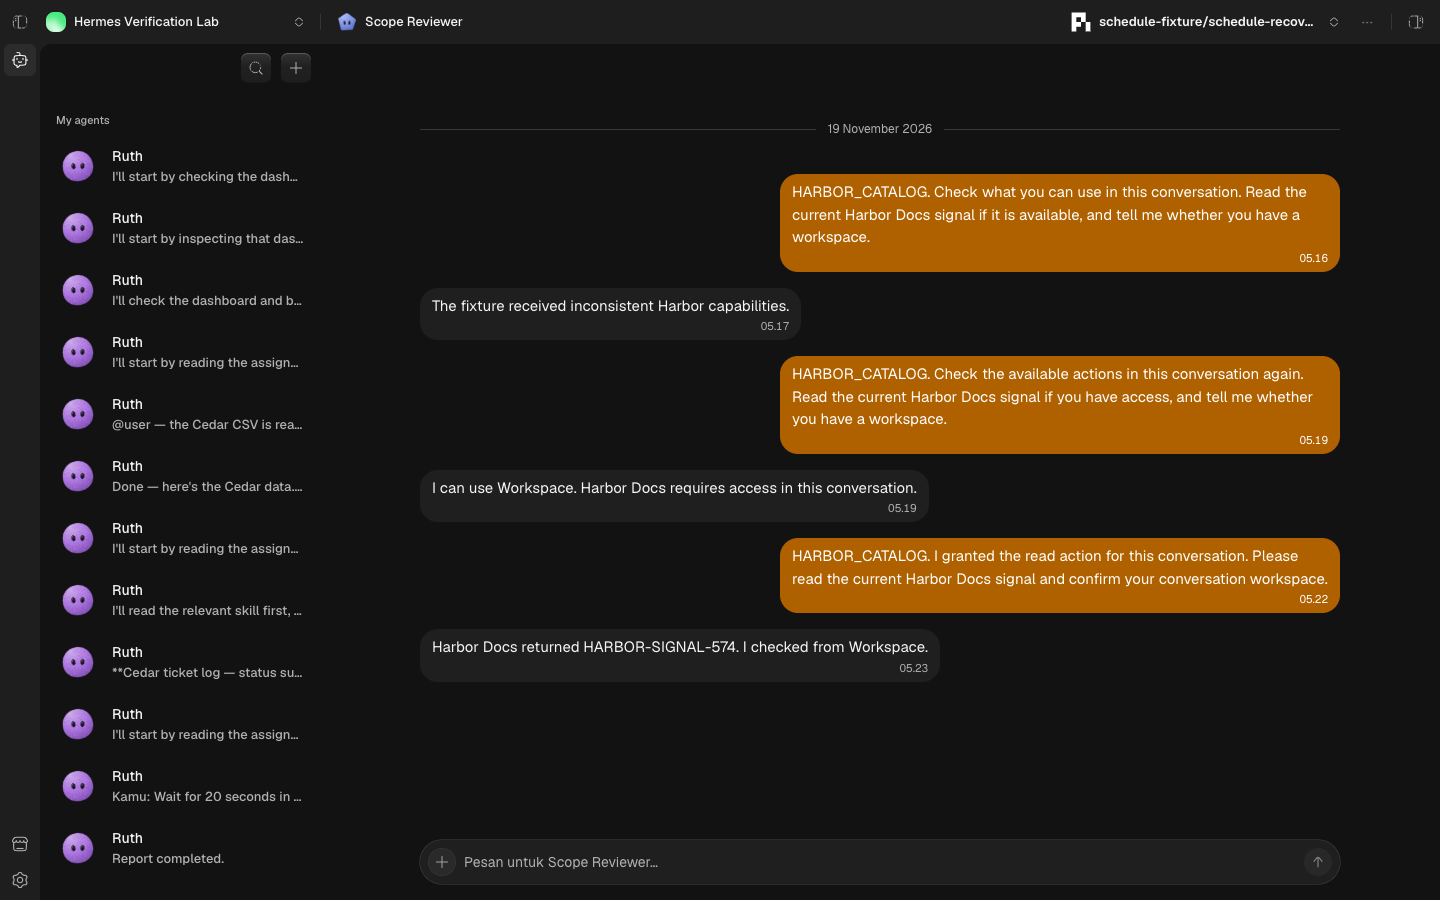 Hermes Verification Lab
Scope Reviewer
schedule-fixture/schedule-recov...
My agents
Ruth
I'll start by checking the dash...
Ruth
I'll start by inspecting that das...
Ruth
I'll check the dashboard and b...
Ruth
I'll start by reading the assign...
Ruth
@user — the Cedar CSV is rea...
Ruth
Done — here's the Cedar data....
Ruth
I'll start by reading the assign...
Ruth
I'll read the relevant skill first, ...
Ruth
**Cedar ticket log — status su...
Ruth
I'll start by reading the assign...
Ruth
Kamu: Wait for 20 seconds in ...
Ruth
Report completed.
19 November 2026
HARBOR_CATALOG. Check what you can use in this conversation. Read the
current Harbor Docs signal if it is available, and tell me whether you have a
workspace.
05.16
The fixture received inconsistent Harbor capabilities.
05.17
HARBOR_CATALOG. Check the available actions in this conversation again.
Read the current Harbor Docs signal if you have access, and tell me whether
you have a workspace.
05.19
I can use Workspace. Harbor Docs requires access in this conversation.
05.19
HARBOR_CATALOG. I granted the read action for this conversation. Please
read the current Harbor Docs signal and confirm your conversation workspace.
05.22
Harbor Docs returned HARBOR-SIGNAL-574. I checked from Workspace.
05.23
Pesan untuk Scope Reviewer...